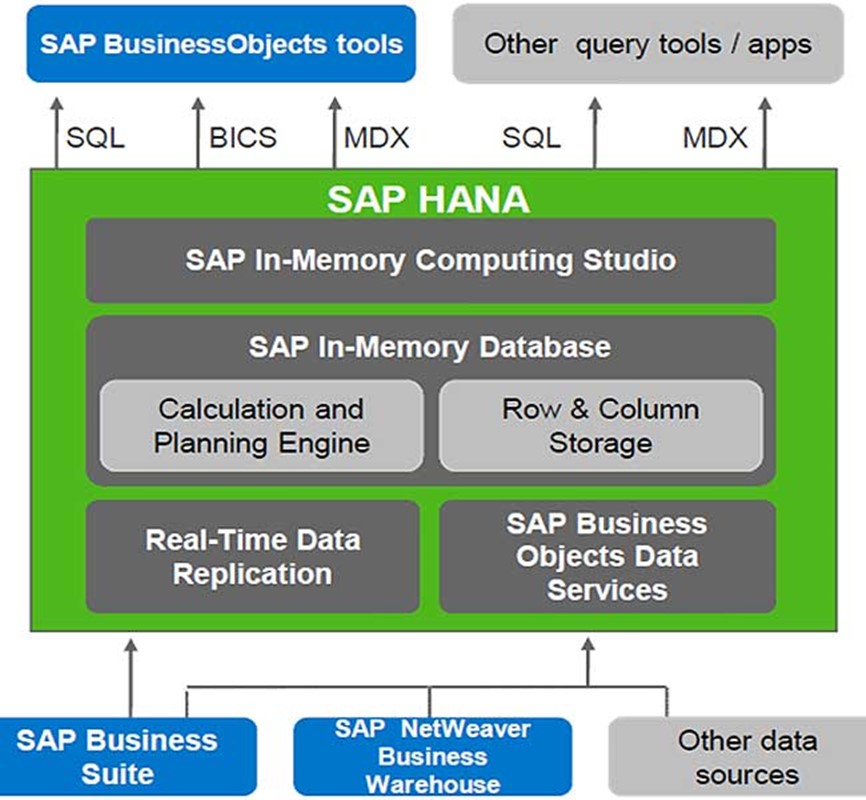 SAP BusinessObjects tools
Other query tools / apps
SQL
BICS
MDX
SQL
MDX
SAP HANA
SAP In-Memory Computing Studio
SAP In-Memory Database
Calculation and
Planning Engine
Row & Column
Storage
Real-Time Data
Replication
SAP Business
Objects Data
Services
SAP Business
Suite
SAP NetWeaver
Business
Warehouse
Other data
sources